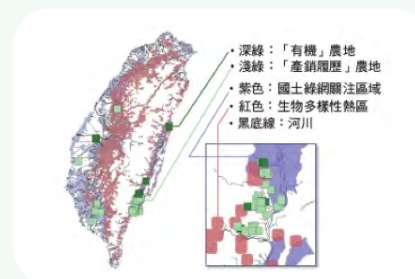 ・深綠：「有機」農地
・淺綠：「產銷履歷」農地
・紫色：國土綠網關注區域
・紅色：生物多樣性熱區
・黑底線：河川